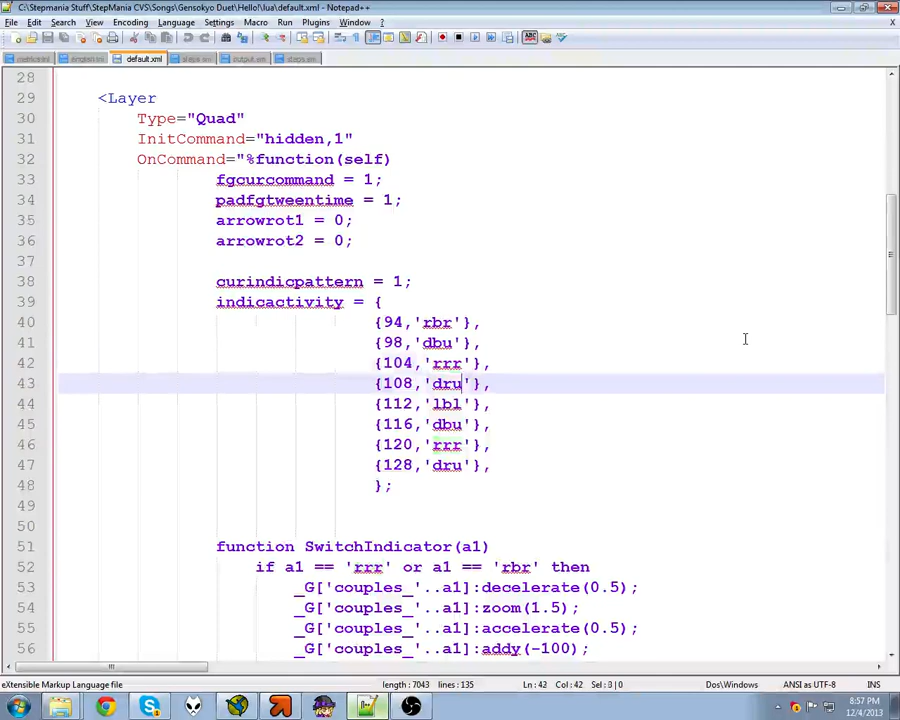 C:\Stepmania Stuff\StepMania CVS\Songs\Gensokyo Duet\Hello!\lua\default.xml - Notepad++
File Edit Search View Encoding Language Settings Macro Run Plugins Window ?
default.xml
28
29 <Layer
30 Type="Quad"
31 InitCommand="hidden,1"
32 OnCommand="%function(self)
33 fgcurcommand = 1;
34 padfgtweentime = 1;
35 arrowrot1 = 0;
36 arrowrot2 = 0;
37
38 curindicpattern = 1;
39 indicactivity = {
40 {94,'rbr'},
41 {98,'dbu'},
42 {104,'rrr'},
43 {108,'dru'},
44 {112,'lbl'},
45 {116,'dbu'},
46 {120,'rrr'},
47 {128,'dru'},
48 };
49
50
51 function SwitchIndicator(a1)
52 if a1 == 'rrr' or a1 == 'rbr' then
53 _G['couples_'..a1]:decelerate(0.5);
54 _G['couples_'..a1]:zoom(1.5);
55 _G['couples_'..a1]:accelerate(0.5);
56 _G['couples_'..a1]:addy(-100);
eXtensible Markup Language file length : 7043 lines : 135 Ln : 42 Col : 42 Sel : 3 | 0 Dos\Windows ANSI as UTF-8 INS
8:57 PM
12/4/2013